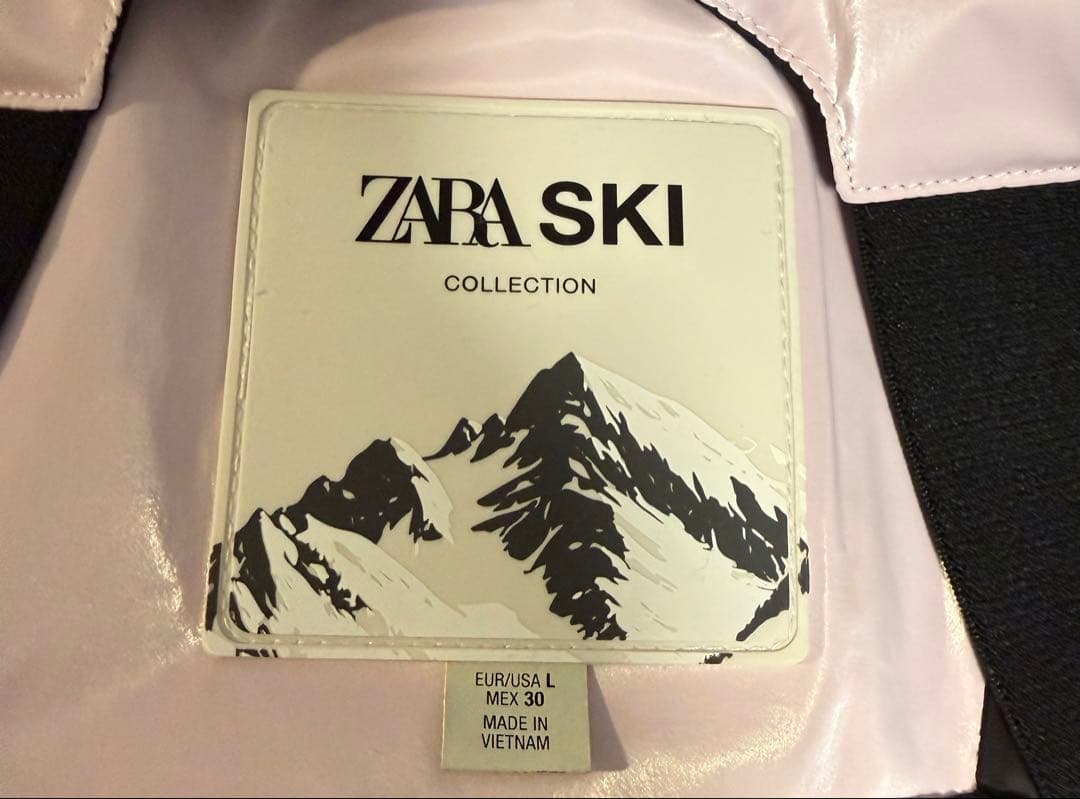 ZARA SKI
COLLECTION
EUR/USA L
MEX 30
MADE IN
VIETNAM